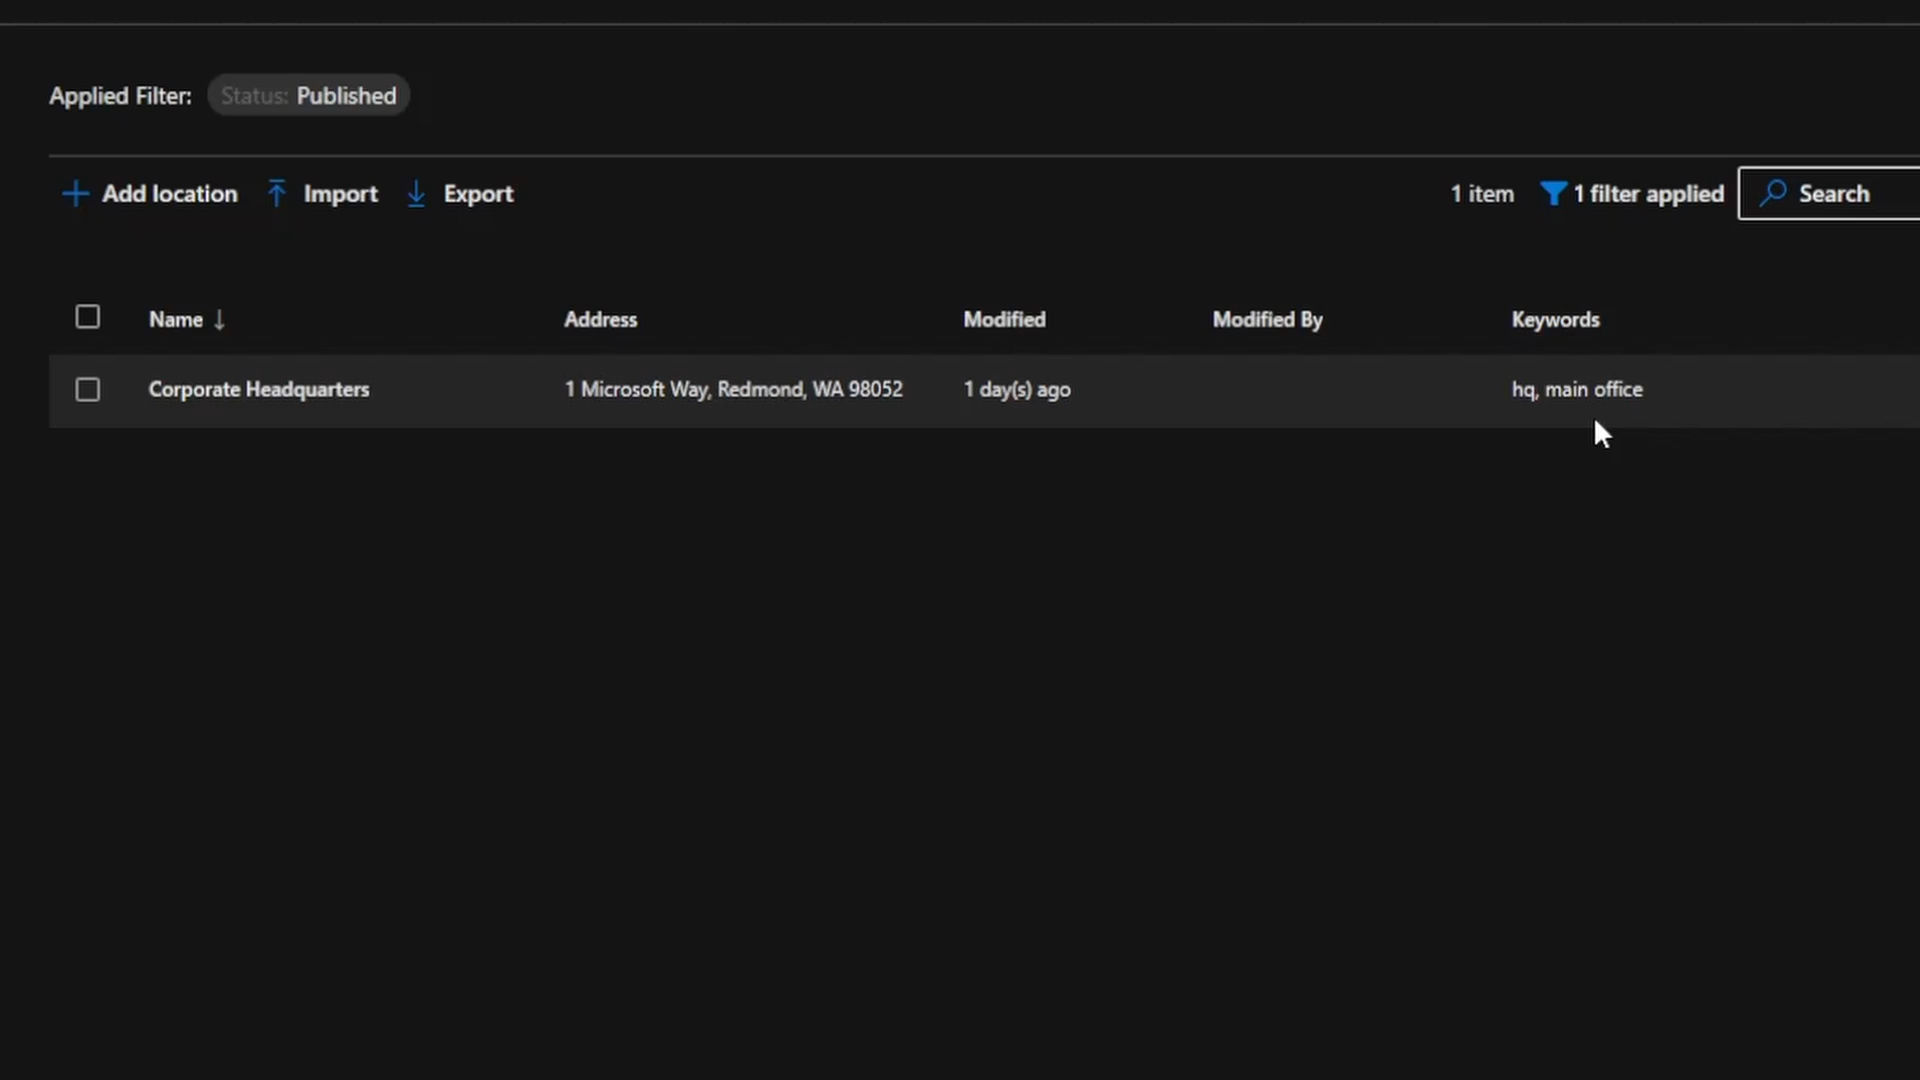 Applied Filter: Status: Published
Add location Import Export 1 item 1 filter applied Search
Name Address Modified Modified By Keywords
Corporate Headquarters 1 Microsoft Way, Redmond, WA 98052 1 day(s) ago hq, main office